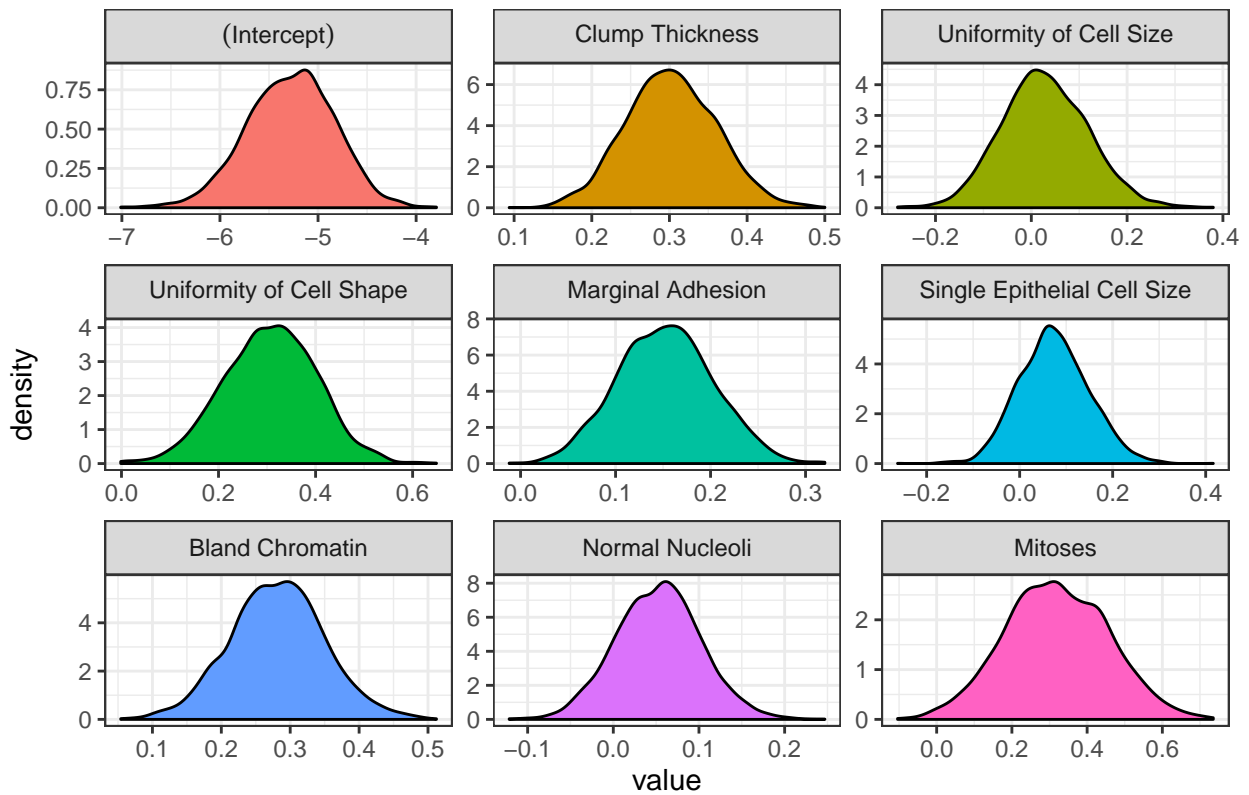 (Intercept) Clump Thickness Uniformity of Cell Size
0.75 6 4
0.50 4 3
0.25 2 2
0.00 0 1
0
−7 −6 −5 −4 0.1 0.2 0.3 0.4 0.5 −0.2 0.0 0.2 0.4
Uniformity of Cell Shape Marginal Adhesion Single Epithelial Cell Size
4 8 4
3 6 2
2 4 0
1 2
0 0
0.0 0.2 0.4 0.6 0.0 0.1 0.2 0.3 −0.2 0.0 0.2 0.4
density
Bland Chromatin Normal Nucleoli Mitoses
4 8 2
2 6 1
0 4 0
2
0
0.1 0.2 0.3 0.4 0.5 −0.1 0.0 0.1 0.2 0.0 0.2 0.4 0.6
value